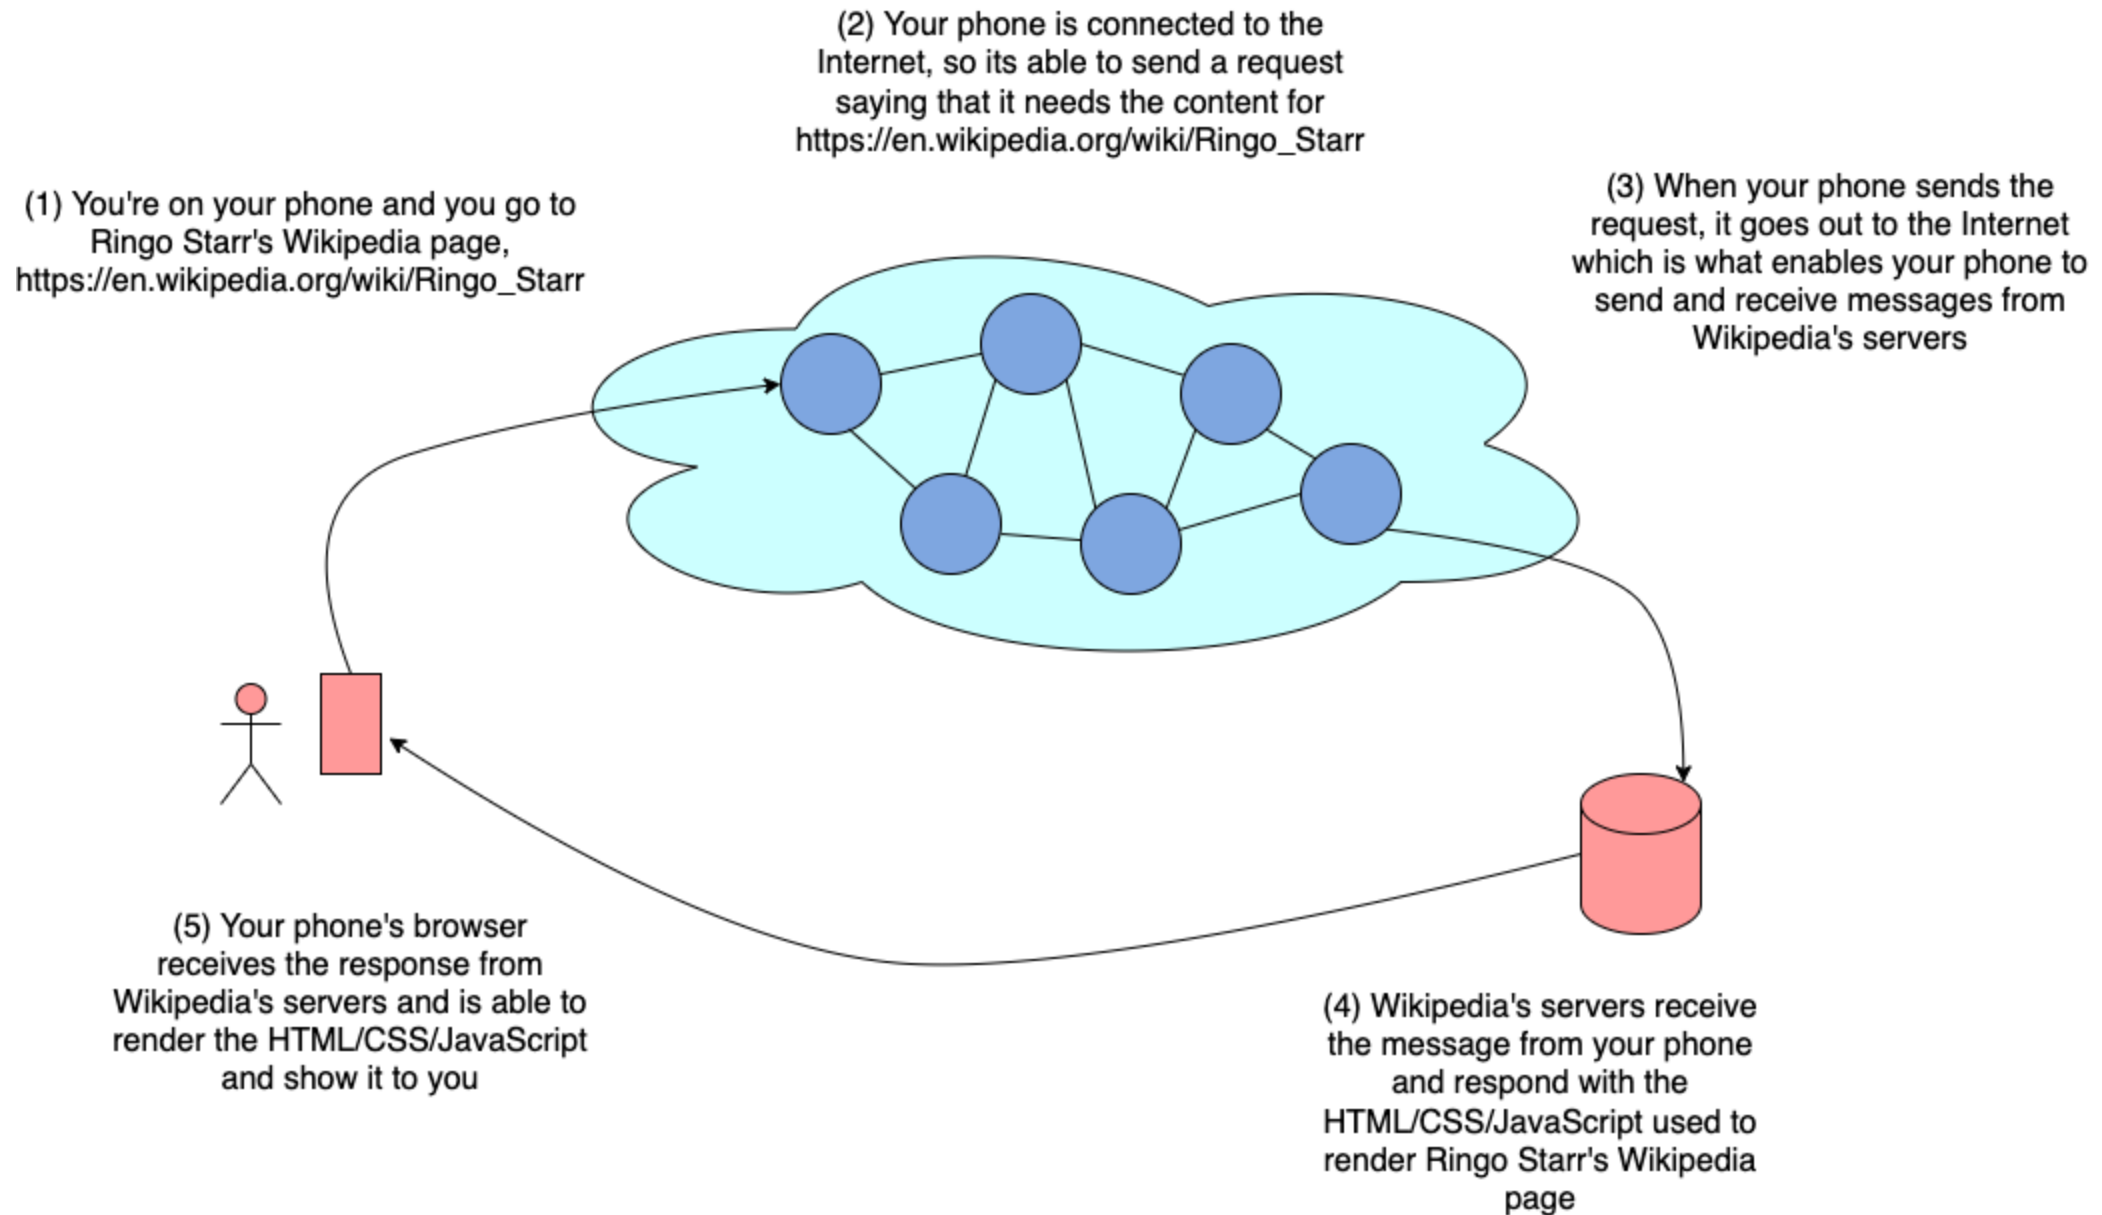 (1) You're on your phone and you go to
Ringo Starr's Wikipedia page,
https://en.wikipedia.org/wiki/Ringo_Starr
(2) Your phone is connected to the
Internet, so its able to send a request
saying that it needs the content for
https://en.wikipedia.org/wiki/Ringo_Starr
(3) When your phone sends the
request, it goes out to the Internet
which is what enables your phone to
send and receive messages from
Wikipedia's servers
(4) Wikipedia's servers receive
the message from your phone
and respond with the
HTML/CSS/JavaScript used to
render Ringo Starr's Wikipedia
page
(5) Your phone's browser
receives the response from
Wikipedia's servers and is able to
render the HTML/CSS/JavaScript
and show it to you